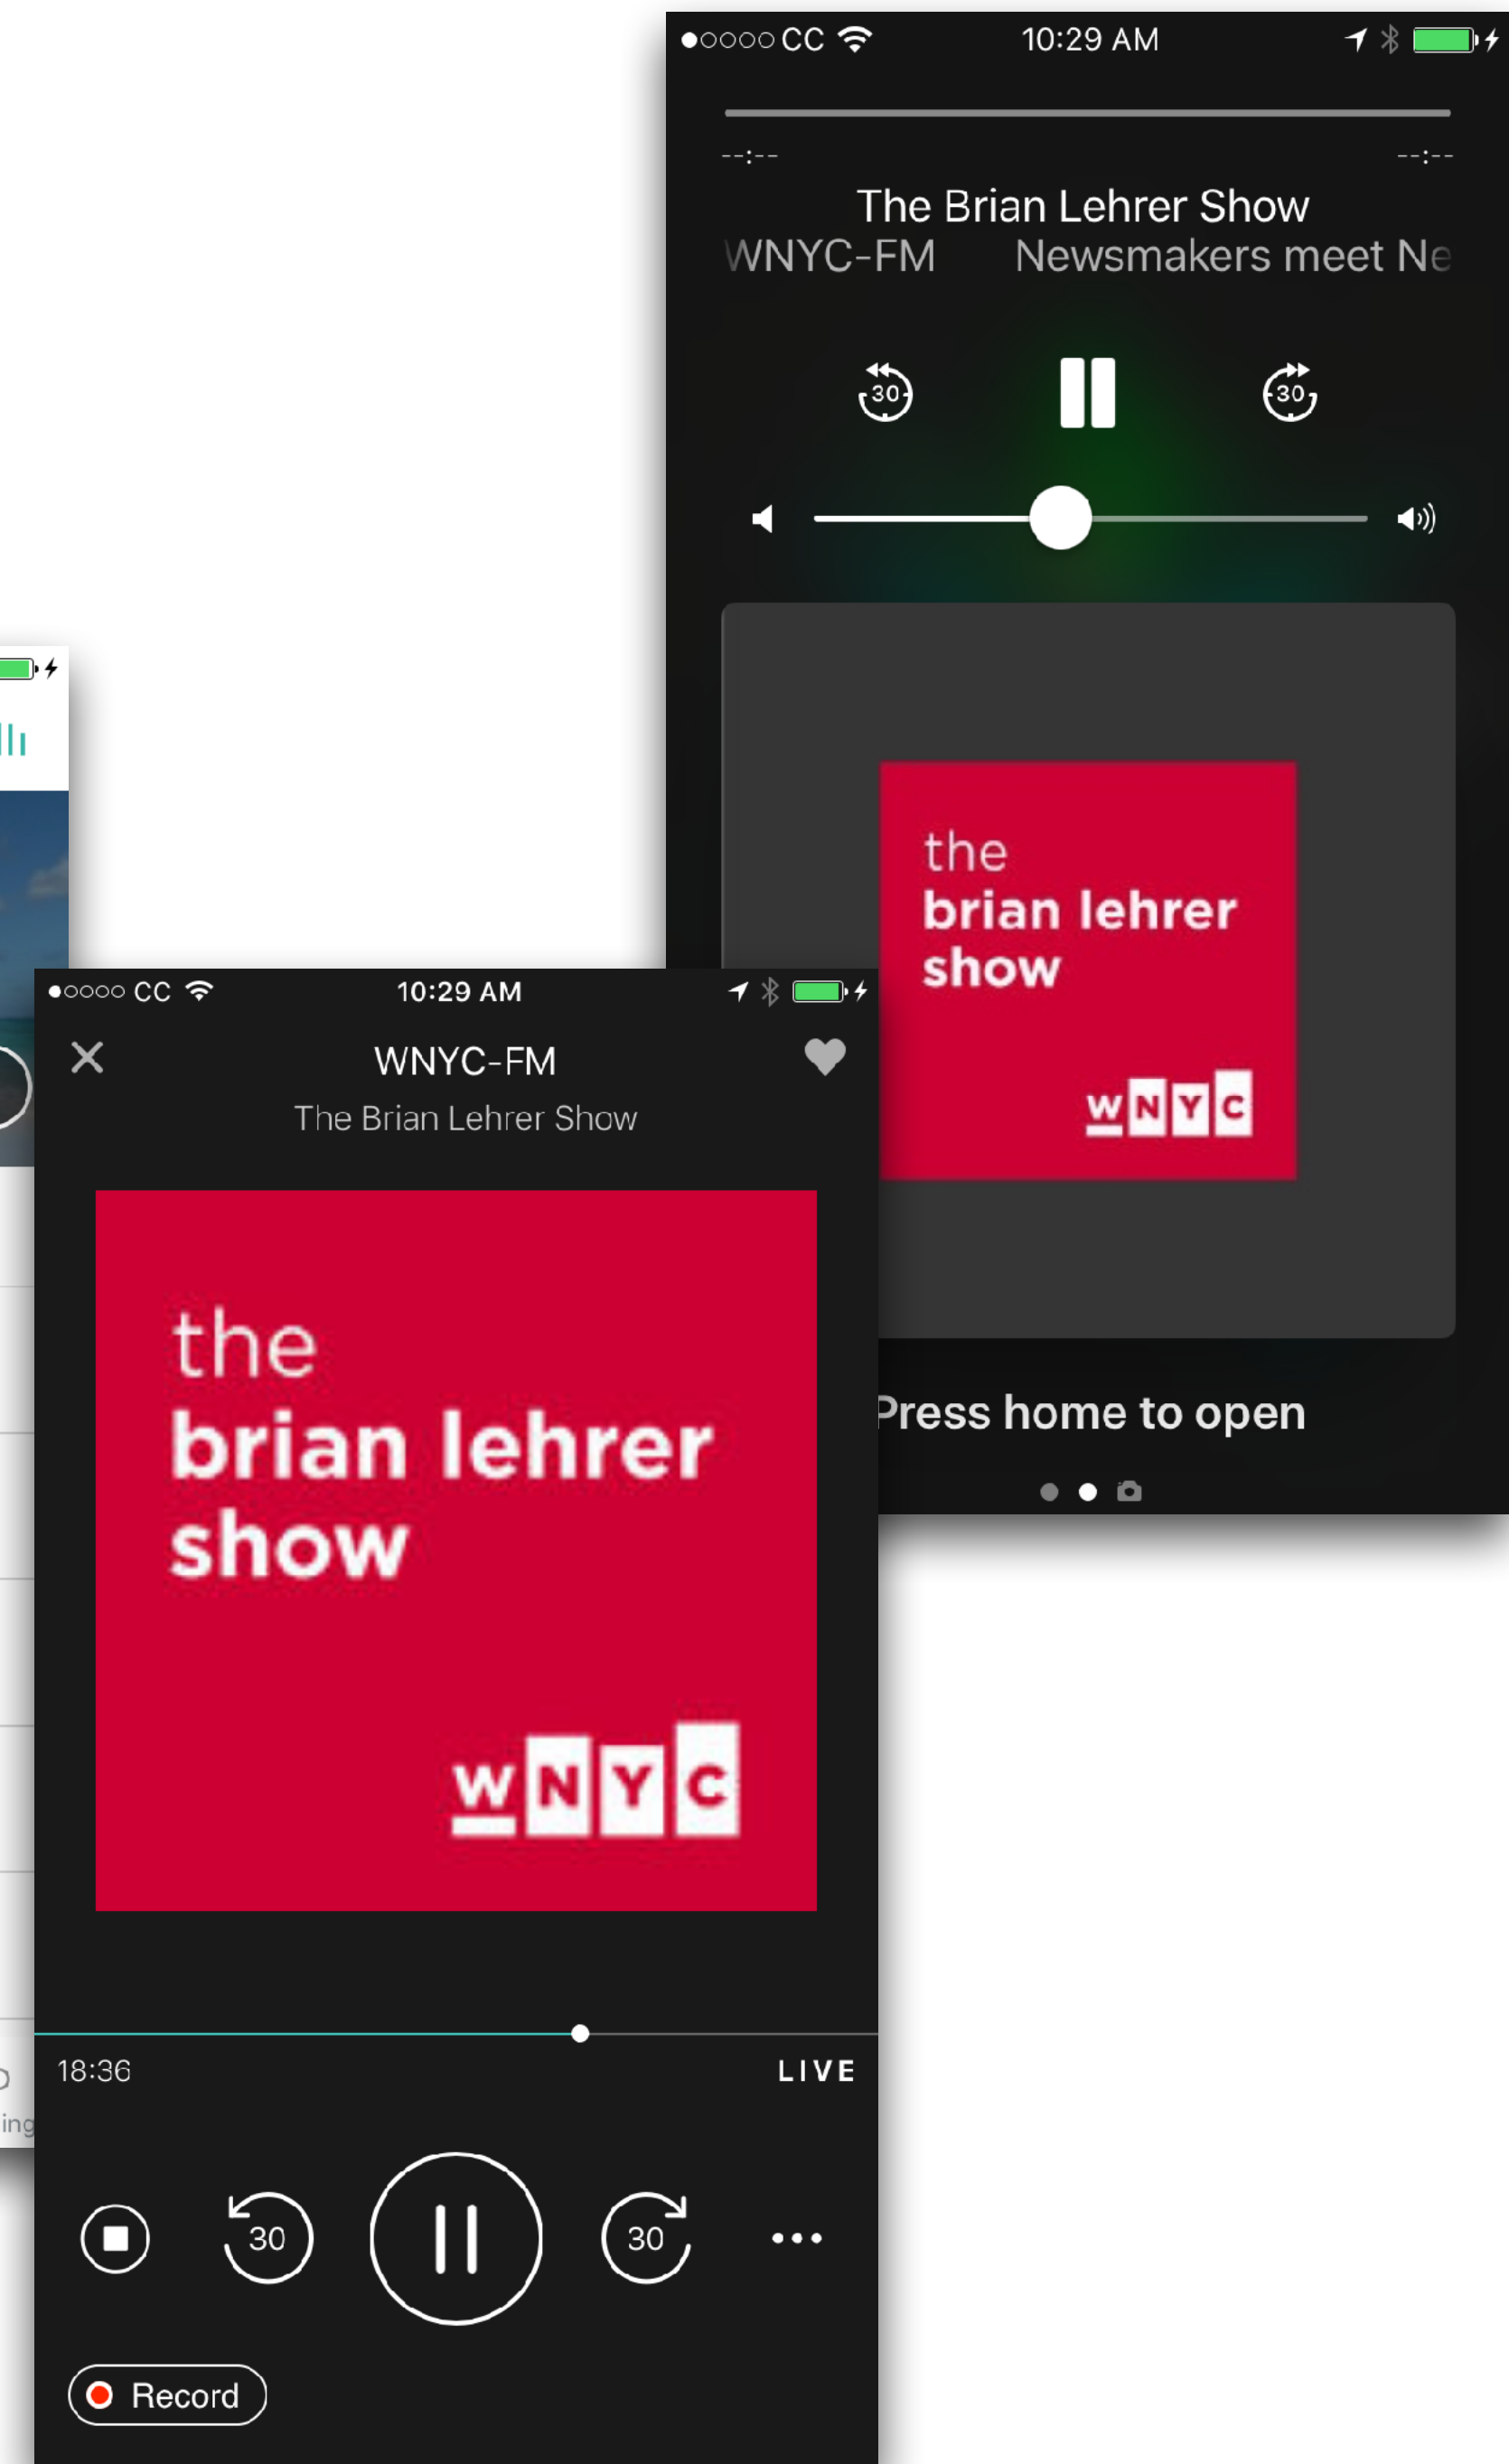 CC 10:29 AM
--:-- --:--
The Brian Lehrer Show
WNYC-FM Newsmakers meet Ne
30 30
the
brian lehrer
show
WNYC
Press home to open
CC 10:29 AM
WNYC-FM
The Brian Lehrer Show
the
brian lehrer
show
WNYC
18:36 LIVE
30 30
Record
ing